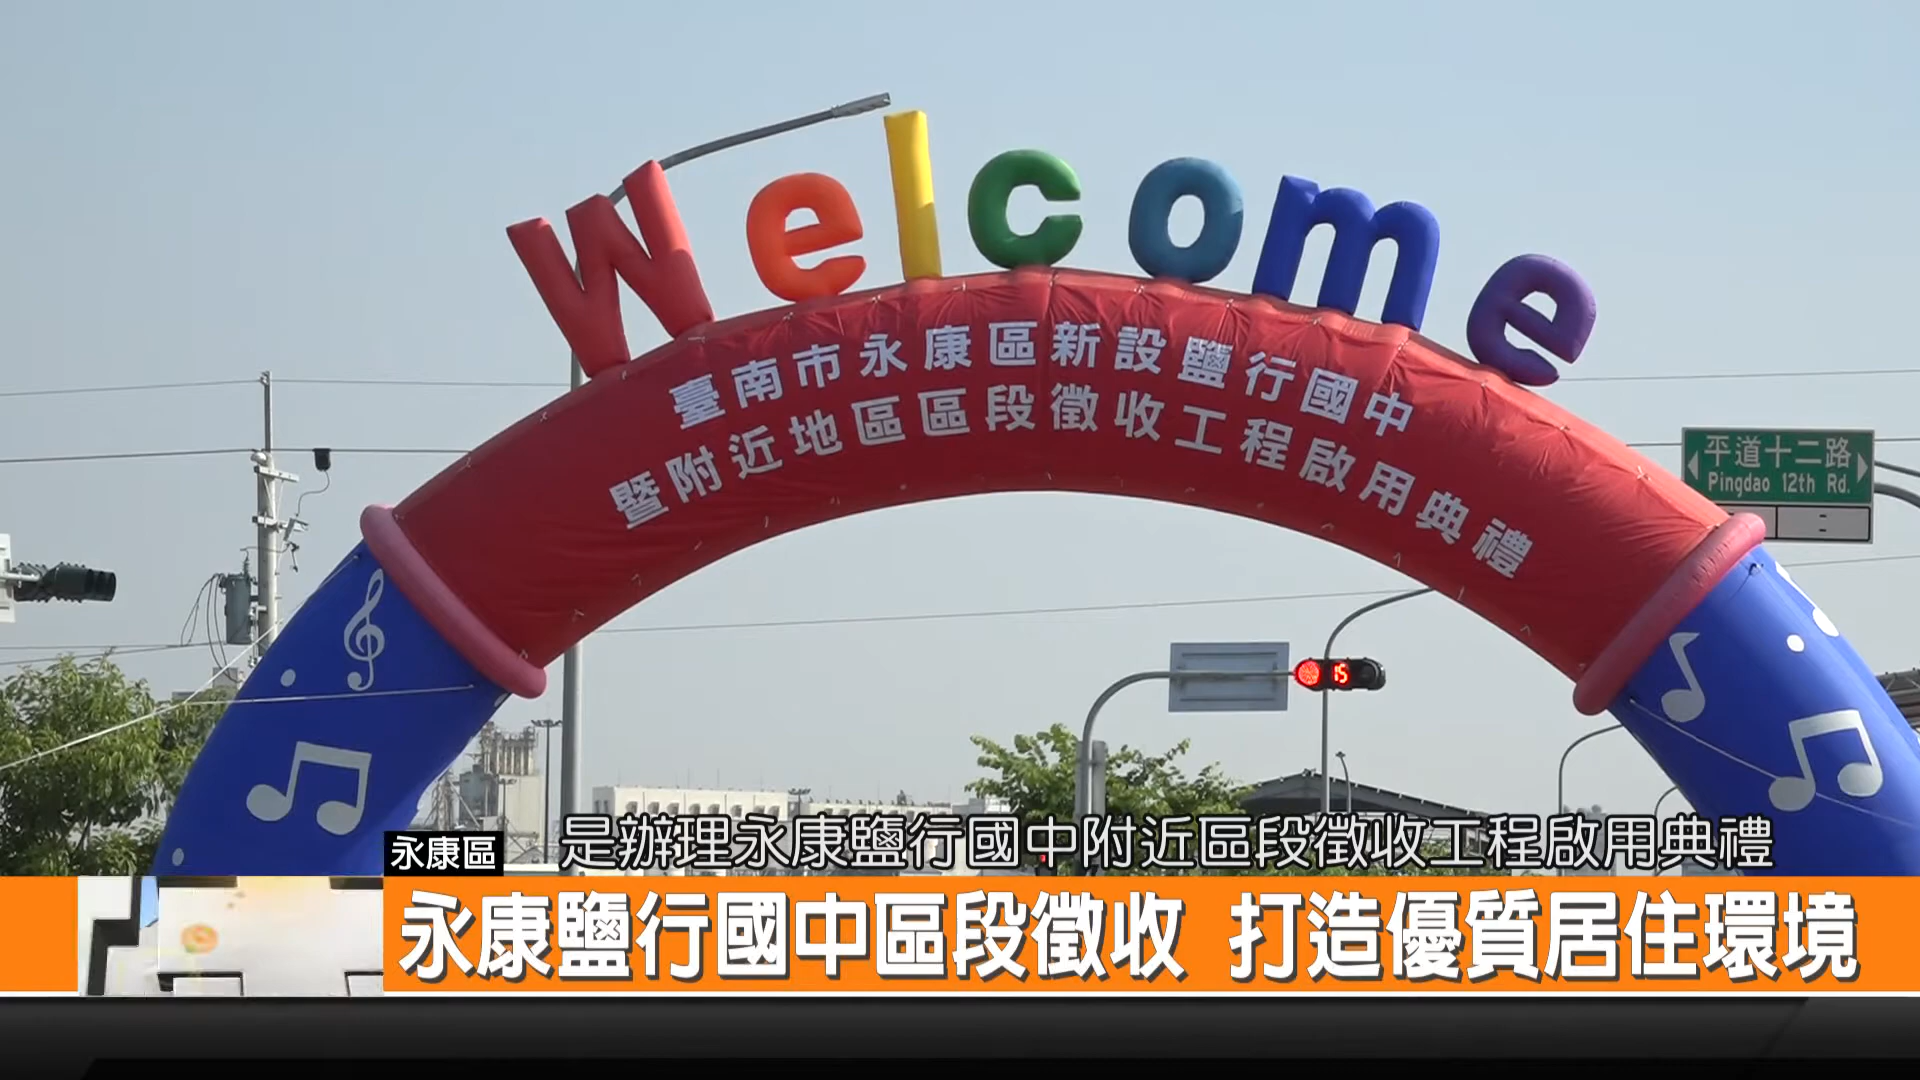 Welcome
臺南市永康區新設鹽行國中
暨附近地區區段徵收工程啟用典禮
平道十二路
Pingdao 12th Rd.
15
是辦理永康鹽行國中附近區段徵收工程啟用典禮
永康區
永康鹽行國中區段徵收 打造優質居住環境